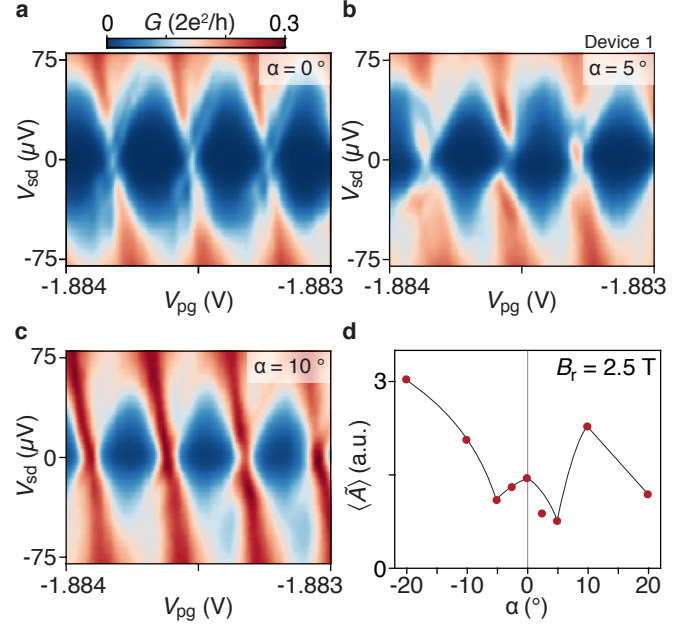 a
0 G (2e²/h) 0.3
75
0
-75
V_sd (µV)
α = 0 °
-1.884
-1.883
V_pg (V)
b
Device 1
75
0
-75
V_sd (µV)
α = 5 °
-1.884
-1.883
V_pg (V)
c
75
0
-75
V_sd (µV)
α = 10 °
-1.884
-1.883
V_pg (V)
d
B_r = 2.5 T
3
0
⟨Ã⟩ (a.u.)
-20 -10 0 10 20
α (°)